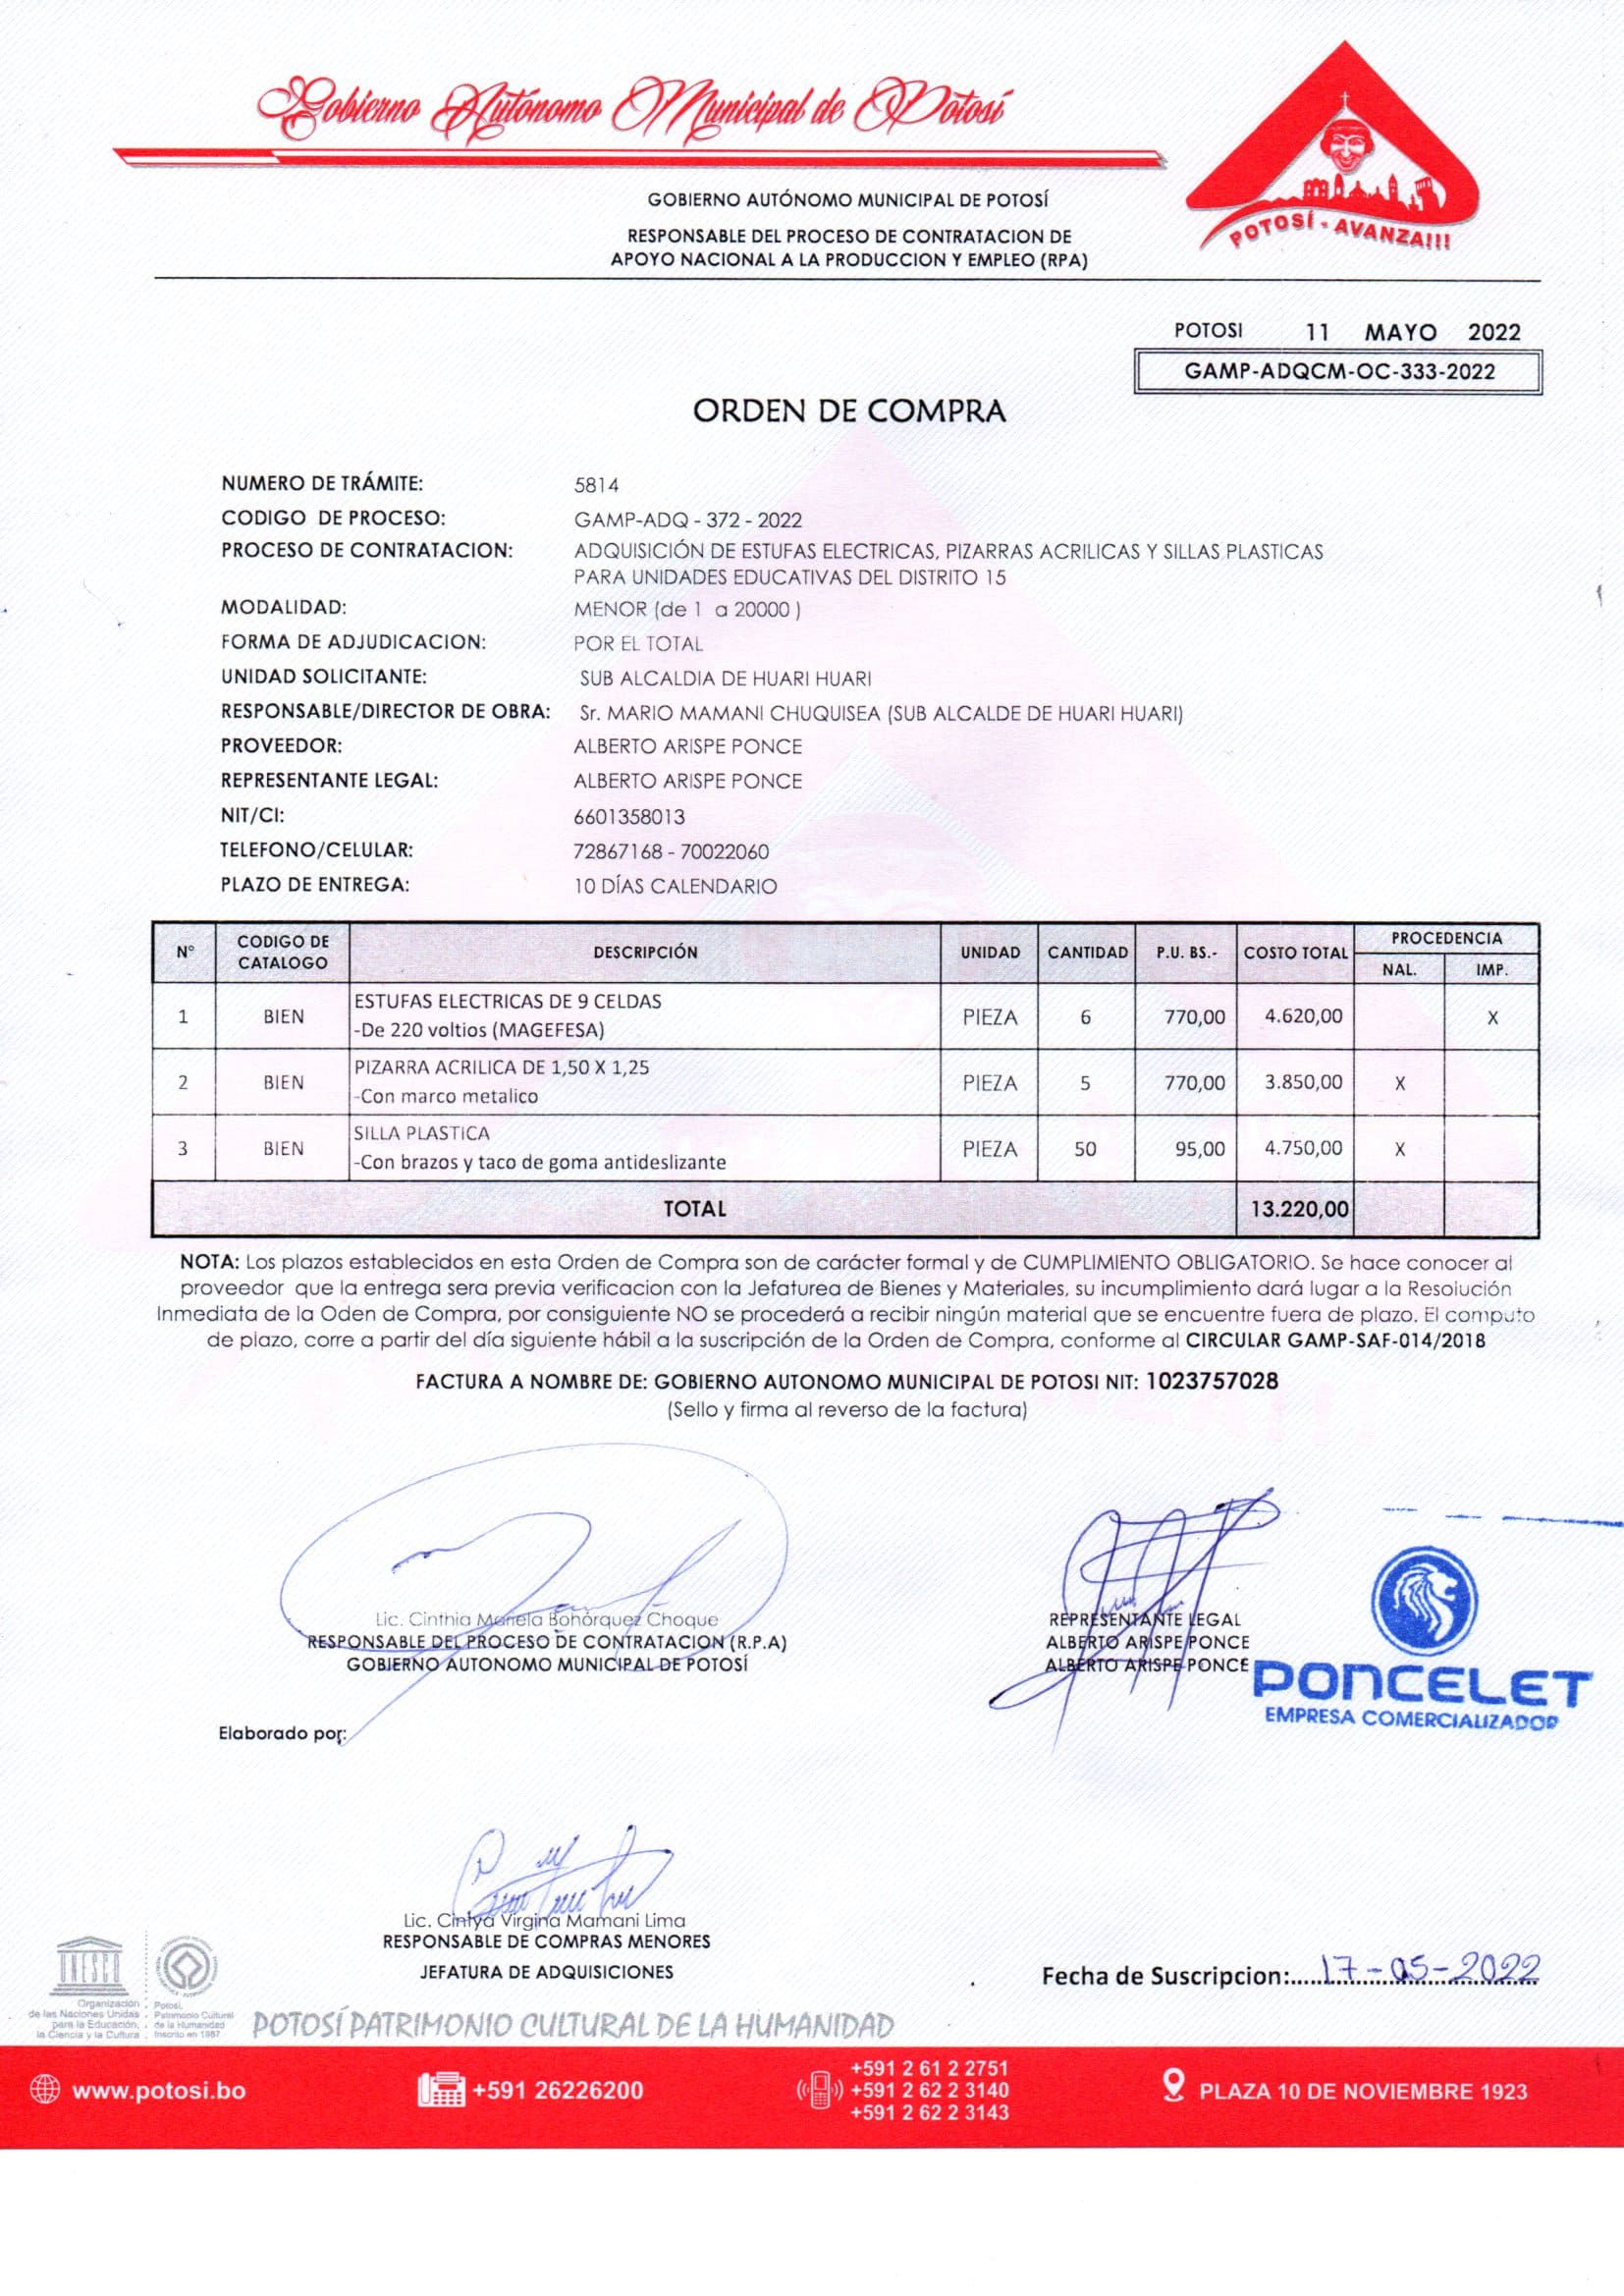 Gobierno Autónomo Municipal de Potosí
POTOSÍ - AVANZA!!!
GOBIERNO AUTÓNOMO MUNICIPAL DE POTOSÍ
RESPONSABLE DEL PROCESO DE CONTRATACION DE
APOYO NACIONAL A LA PRODUCCION Y EMPLEO (RPA)
POTOSI 11 MAYO 2022
GAMP-ADQCM-OC-333-2022
ORDEN DE COMPRA
NUMERO DE TRÁMITE: 5814
CODIGO DE PROCESO: GAMP-ADQ - 372 - 2022
PROCESO DE CONTRATACION: ADQUISICIÓN DE ESTUFAS ELECTRICAS, PIZARRAS ACRILICAS Y SILLAS PLASTICAS
PARA UNIDADES EDUCATIVAS DEL DISTRITO 15
MODALIDAD: MENOR (de 1 a 20000 )
FORMA DE ADJUDICACION: POR EL TOTAL
UNIDAD SOLICITANTE: SUB ALCALDIA DE HUARI HUARI
RESPONSABLE/DIRECTOR DE OBRA: Sr. MARIO MAMANI CHUQUISEA (SUB ALCALDE DE HUARI HUARI)
PROVEEDOR: ALBERTO ARISPE PONCE
REPRESENTANTE LEGAL: ALBERTO ARISPE PONCE
NIT/CI: 6601358013
TELEFONO/CELULAR: 72867168 - 70022060
PLAZO DE ENTREGA: 10 DÍAS CALENDARIO
N° CODIGO DE CATALOGO DESCRIPCIÓN UNIDAD CANTIDAD P.U. BS.- COSTO TOTAL PROCEDENCIA
NAL. IMP.
1 BIEN ESTUFAS ELECTRICAS DE 9 CELDAS PIEZA 6 770,00 4.620,00 X
-De 220 voltios (MAGEFESA)
2 BIEN PIZARRA ACRILICA DE 1,50 X 1,25 PIEZA 5 770,00 3.850,00 X
-Con marco metalico
3 BIEN SILLA PLASTICA PIEZA 50 95,00 4.750,00 X
-Con brazos y taco de goma antideslizante
TOTAL 13.220,00
NOTA: Los plazos establecidos en esta Orden de Compra son de carácter formal y de CUMPLIMIENTO OBLIGATORIO. Se hace conocer al
proveedor que la entrega sera previa verificacion con la Jefaturea de Bienes y Materiales, su incumplimiento dará lugar a la Resolución
Inmediata de la Oden de Compra, por consiguiente NO se procederá a recibir ningún material que se encuentre fuera de plazo. El computo
de plazo, corre a partir del día siguiente hábil a la suscripción de la Orden de Compra, conforme al CIRCULAR GAMP-SAF-014/2018
FACTURA A NOMBRE DE: GOBIERNO AUTONOMO MUNICIPAL DE POTOSI NIT: 1023757028
(Sello y firma al reverso de la factura)
Lic. Cinthia Mariela Bohórquez Choque
RESPONSABLE DEL PROCESO DE CONTRATACION (R.P.A)
GOBIERNO AUTONOMO MUNICIPAL DE POTOSÍ
REPRESENTANTE LEGAL
ALBERTO ARISPE PONCE
ALBERTO ARISPE PONCE
PONCELET
EMPRESA COMERCIALIZADOR
Elaborado por:
Lic. Cintya Virgina Mamani Lima
RESPONSABLE DE COMPRAS MENORES
JEFATURA DE ADQUISICIONES
Fecha de Suscripcion:.....17-05-2022
UNESCO
Organización
de las Naciones Unidas
para la Educación,
la Ciencia y la Cultura
Potosí,
Patrimonio Cultural
de la Humanidad
Inscrito en 1987
POTOSÍ PATRIMONIO CULTURAL DE LA HUMANIDAD
www.potosi.bo
+591 26226200
+591 2 61 2 2751
+591 2 62 2 3140
+591 2 62 2 3143
PLAZA 10 DE NOVIEMBRE 1923